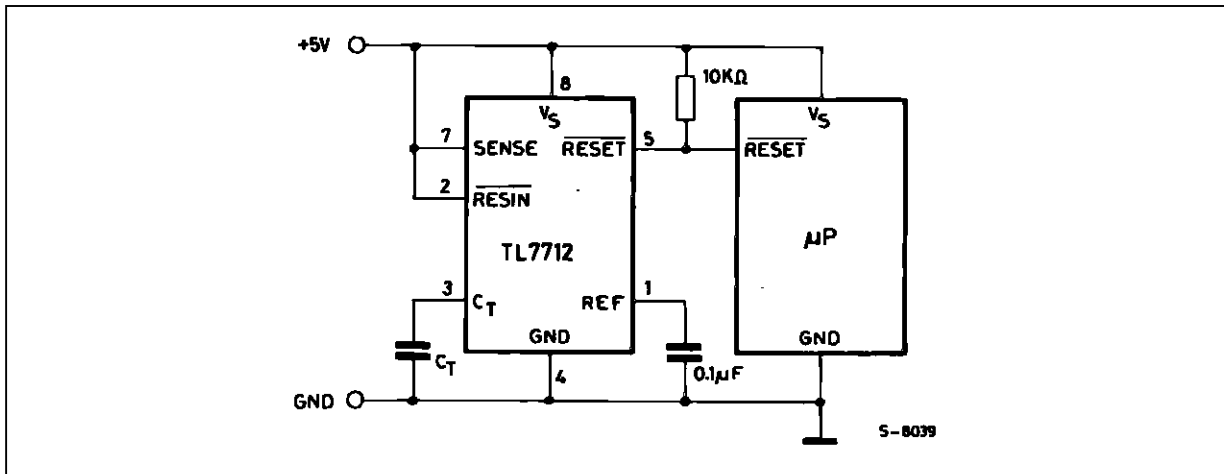 +5V
8
10KΩ
VS
VS
7
SENSE
RESET
5
RESET
2
RESIN
TL7712
µP
3
CT
REF
1
GND
GND
CT
4
0.1µF
GND
S-8039